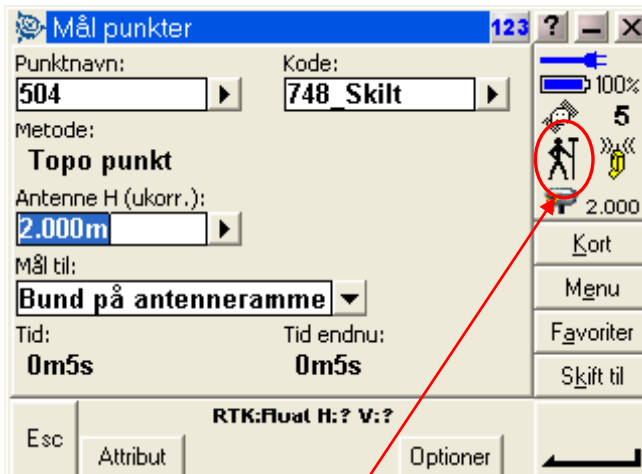 Mål punkter 123 ?
Punktnavn: Kode:
504 748_Skilt
100%
5
Metode:
Topo punkt
Antenne H (ukorr.):
2.000m
2.000
Mål til:
Bund på antenneramme
Tid: Tid endnu:
0m5s 0m5s
Kort
Menu
Favoriter
Skift til
RTK:Float H:? V:?
Esc
Attribut Optioner